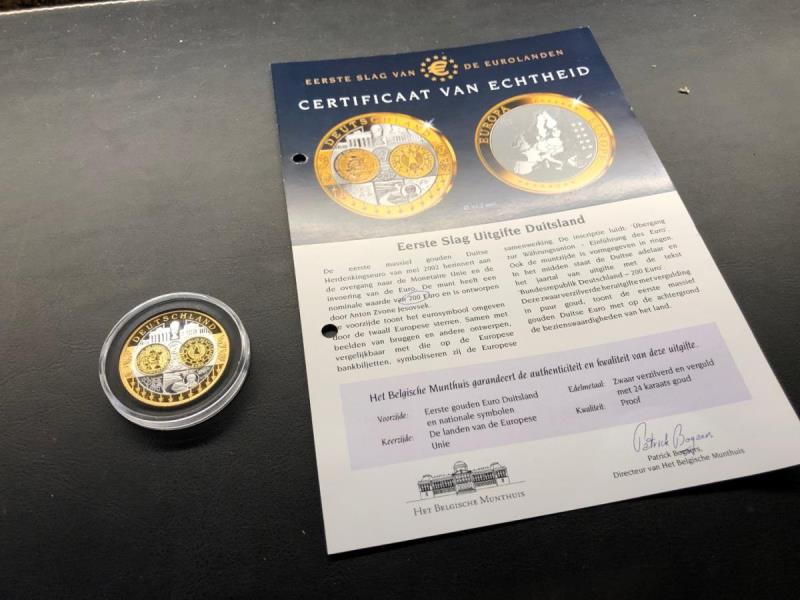 EERSTE SLAG VAN € DE EUROLANDEN
CERTIFICAAT VAN ECHTHEID
DEUTSCHLAND
EUROPA
EUROPA
Eerste Slag Uitgifte Duitsland
De eerste massief gouden Duitse
Herdenkingseuro van mei 2002 herinnert aan
de overgang naar de Monetaire Unie en de
invoering van de Euro. De munt heeft een
nominale waarde van 200 Euro en is ontworpen
door Anton Zvone Jesovsek.
De voorzijde toont het eurosymbool omgeven
door de twaalf Europese sterren. Samen met
beelden van bruggen en andere ontwerpen,
vergelijkbaar met die op de Europese
bankbiljetten, symboliseren zij de Europese
samenwerking. De inscriptie luidt: 'Übergang
zur Währungsunion - Einführung des Euro'.
Ook de muntzijde is vormgegeven in ringen.
In het midden staat de Duitse adelaar en
het jaartal van uitgifte met de tekst
'Bundesrepublik Deutschland – 200 Euro'.
Deze zwaar verzilverde heruitgifte met vergulding
in puur goud, toont de eerste massief
gouden Duitse Euro met op de achtergrond
de bezienswaardigheden van het land.
Het Belgische Munthuis garandeert de authenticiteit en kwaliteit van deze uitgifte.
Voorzijde: Eerste gouden Euro Duitsland
en nationale symbolen
Keerzijde: De landen van de Europese
Unie
Edelmetaal: Zwaar verzilverd en verguld
met 24 karaats goud
Kwaliteit: Proof
HET BELGISCHE MUNTHUIS
Patrick Bogaers,
Directeur van Het Belgische Munthuis
DEUTSCHLAND